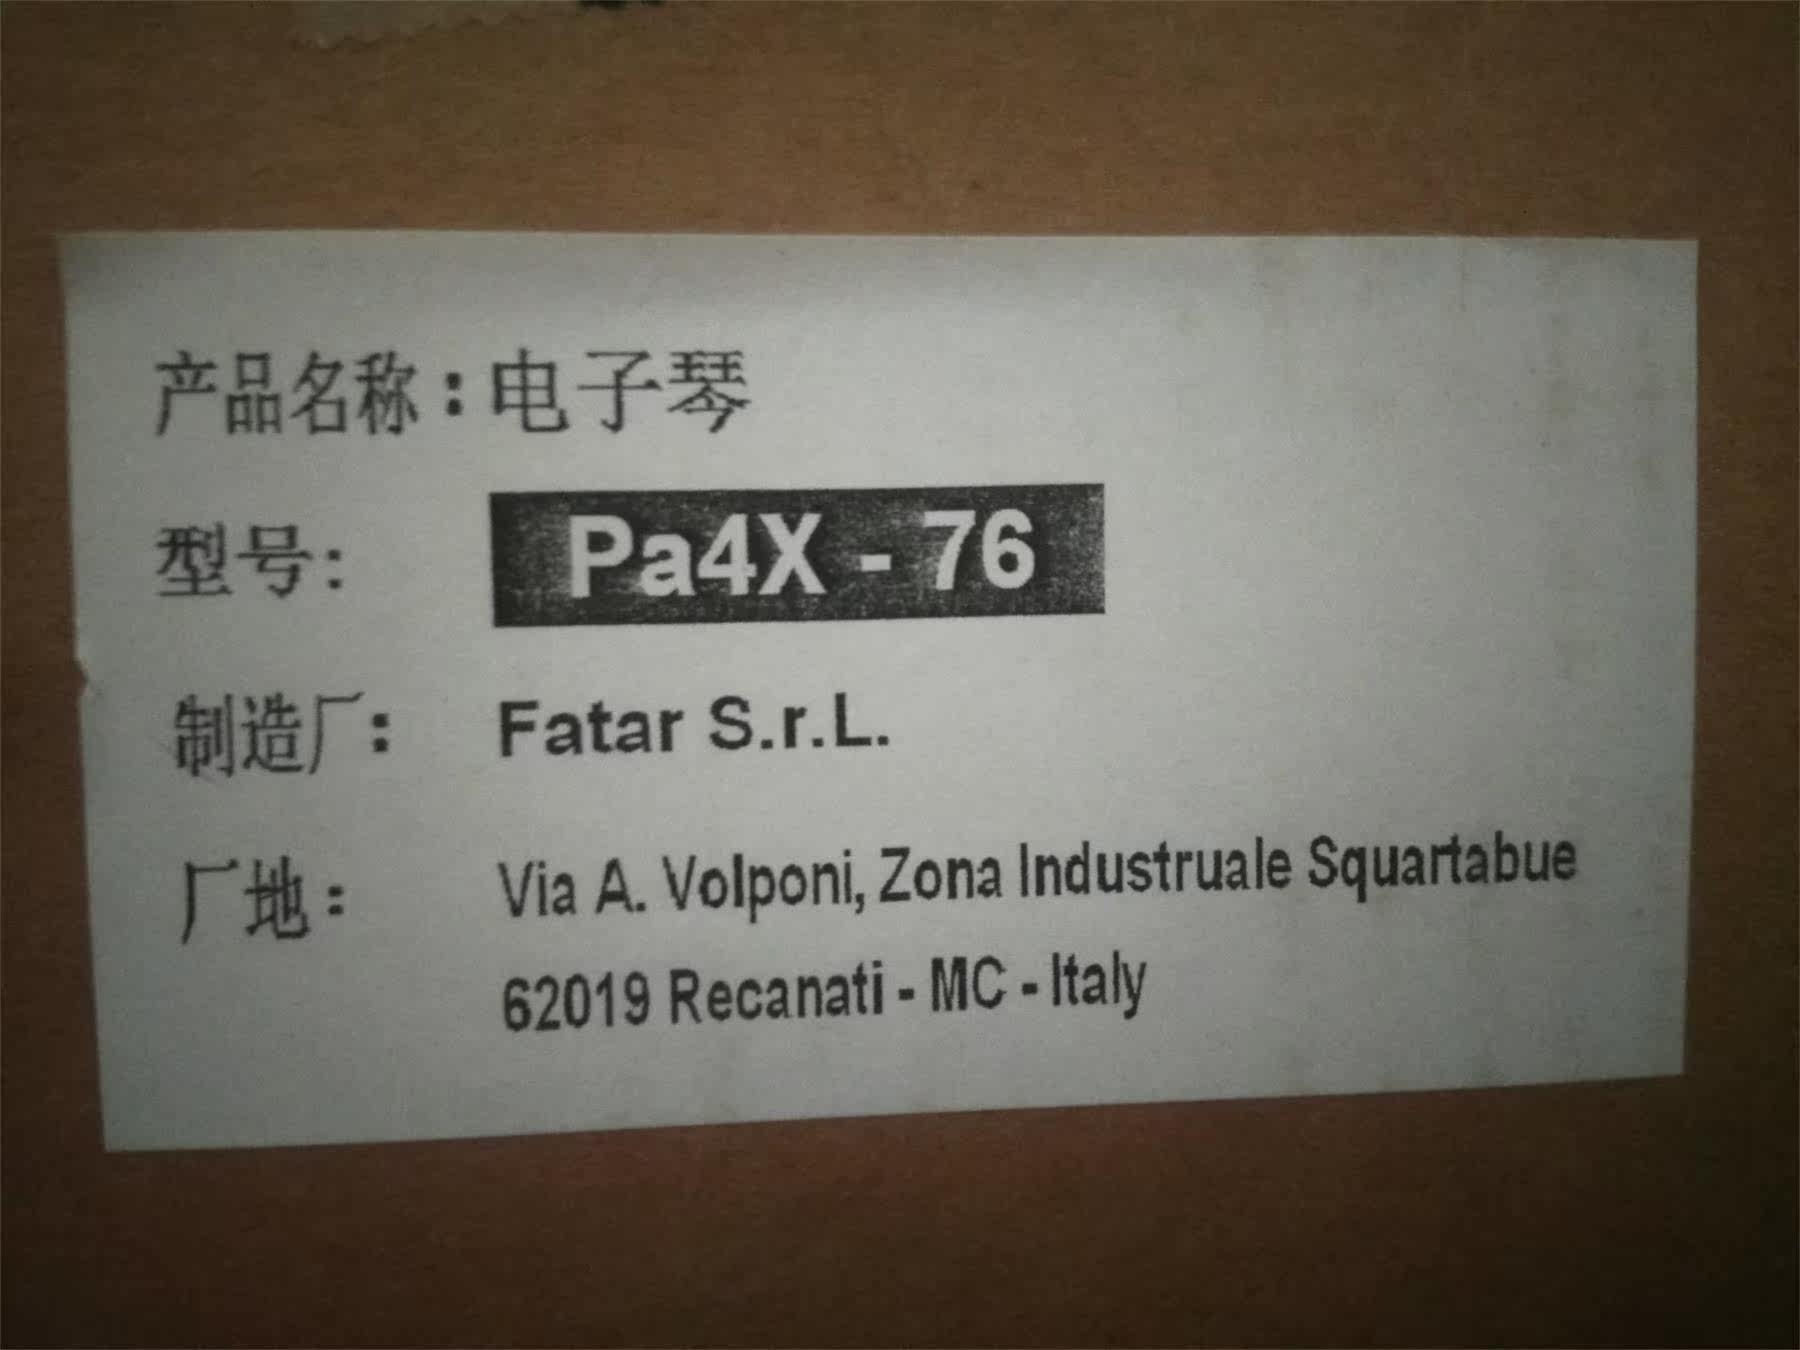 产品名称：电子琴
型号： Pa4X - 76
制造厂： Fatar S.r.L.
厂地： Via A. Volponi, Zona Industruale Squartabue
62019 Recanati - MC - Italy